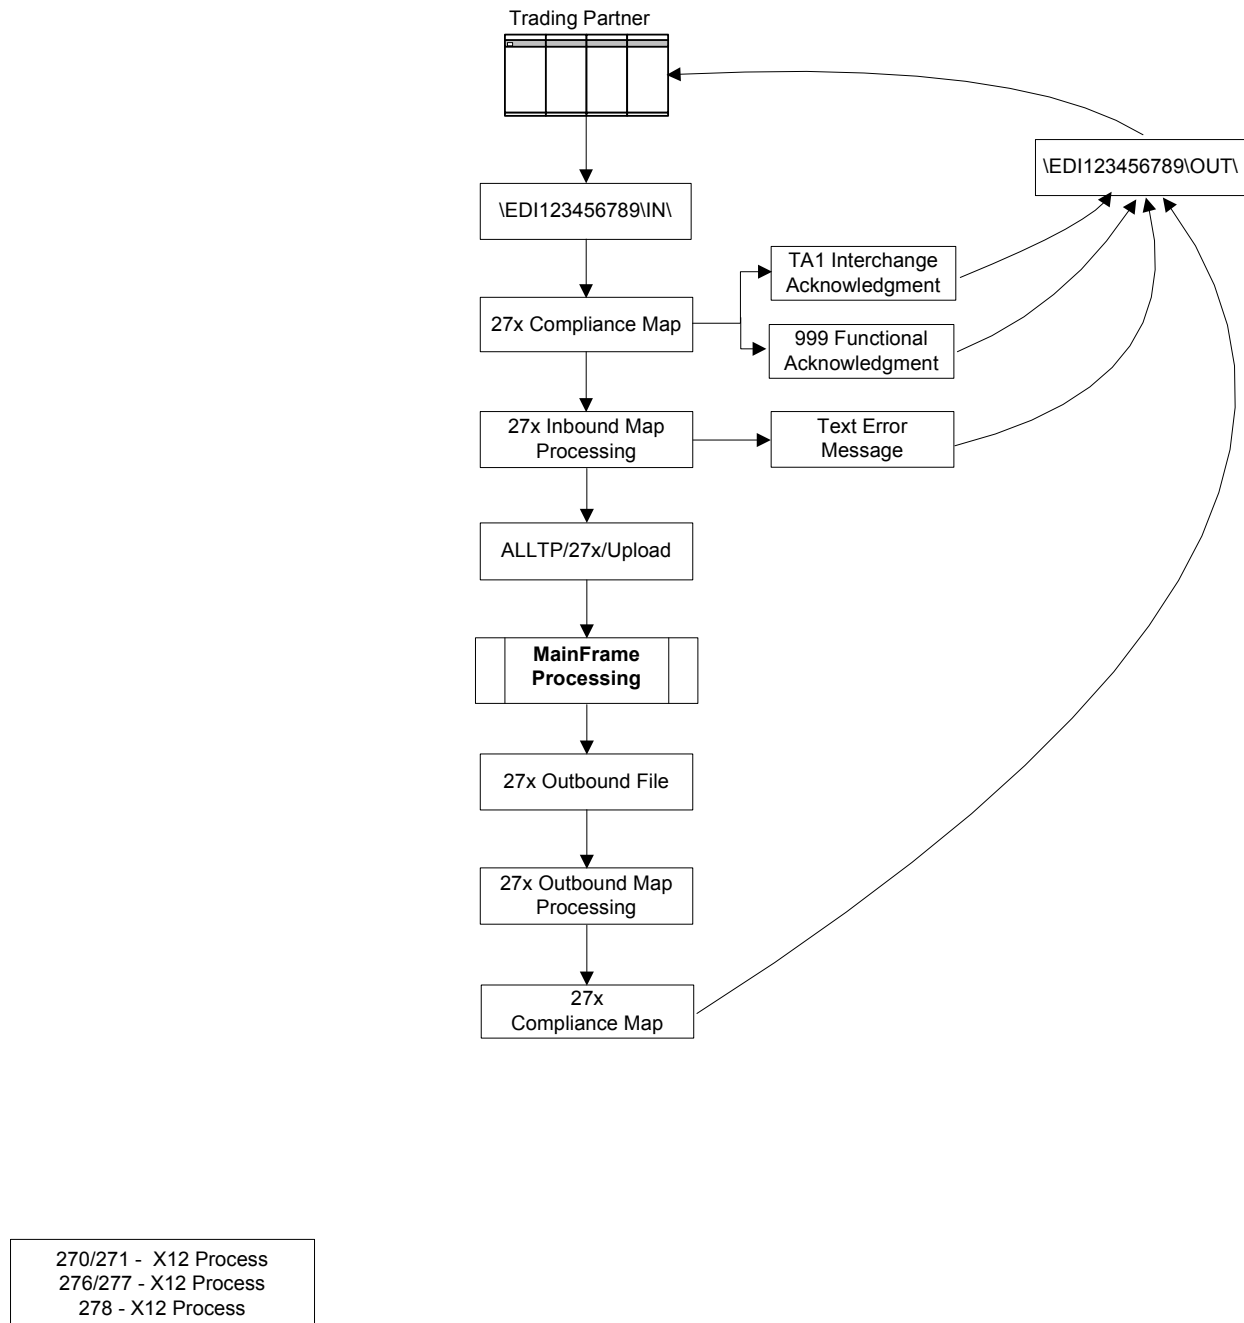 Trading Partner
\EDI123456789\OUT\
\EDI123456789\IN\
TA1 Interchange
Acknowledgment
27x Compliance Map
999 Functional
Acknowledgment
27x Inbound Map
Processing
Text Error
Message
ALLTP/27x/Upload
MainFrame
Processing
27x Outbound File
27x Outbound Map
Processing
27x
Compliance Map
270/271 - X12 Process
276/277 - X12 Process
278 - X12 Process